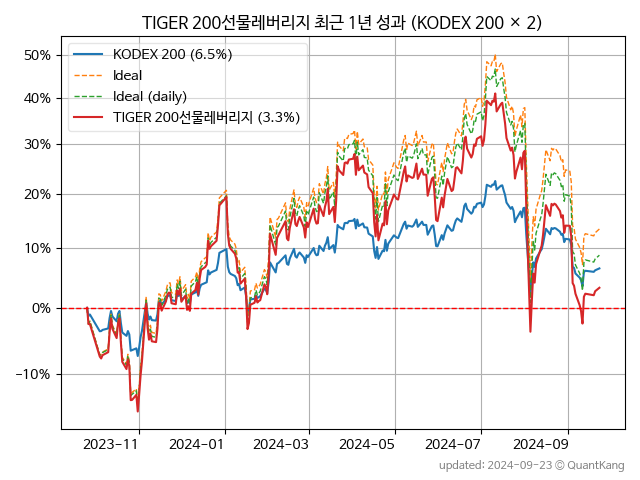 TIGER 200선물레버리지 최근 1년 성과 (KODEX 200 × 2)
KODEX 200 (6.5%)
Ideal
Ideal (daily)
TIGER 200선물레버리지 (3.3%)
50%
40%
30%
20%
10%
0%
−10%
2023-11
2024-01
2024-03
2024-05
2024-07
2024-09
updated: 2024-09-23 ⓒ QuantKang